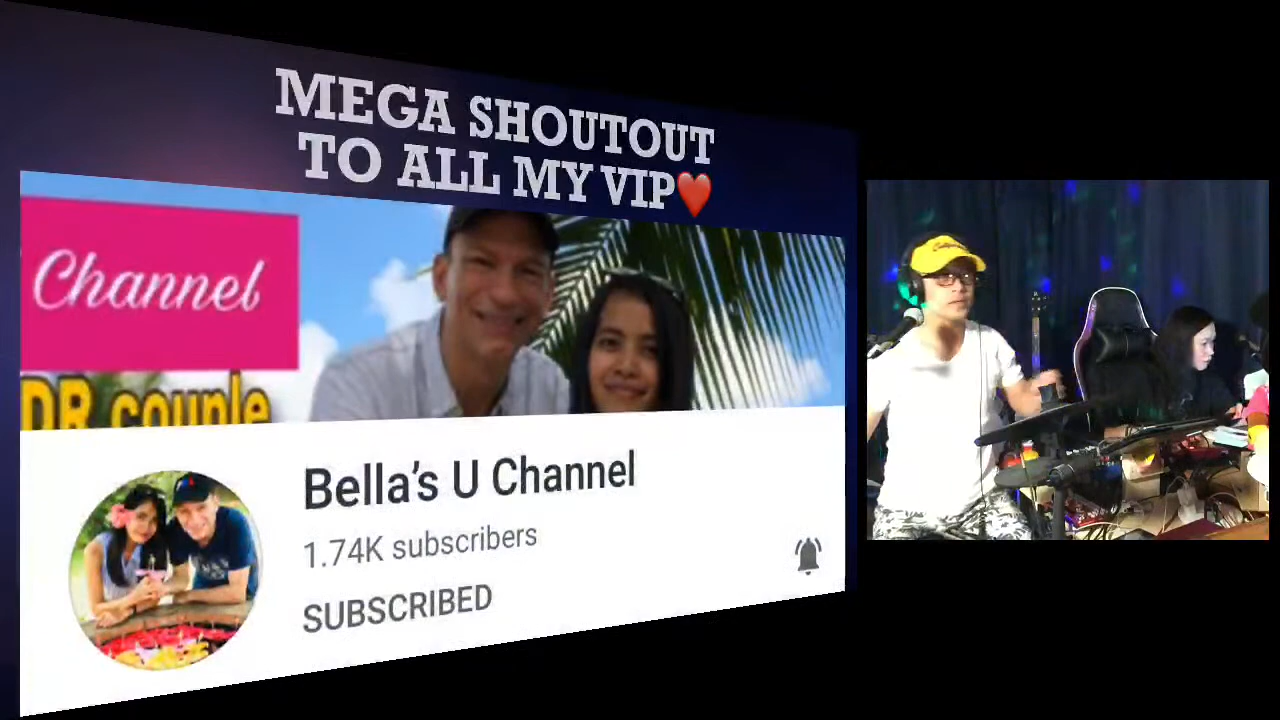 MEGA SHOUTOUT
TO ALL MY VIP❤️
Channel
DR couple
Bella's U Channel
1.74K subscribers
SUBSCRIBED